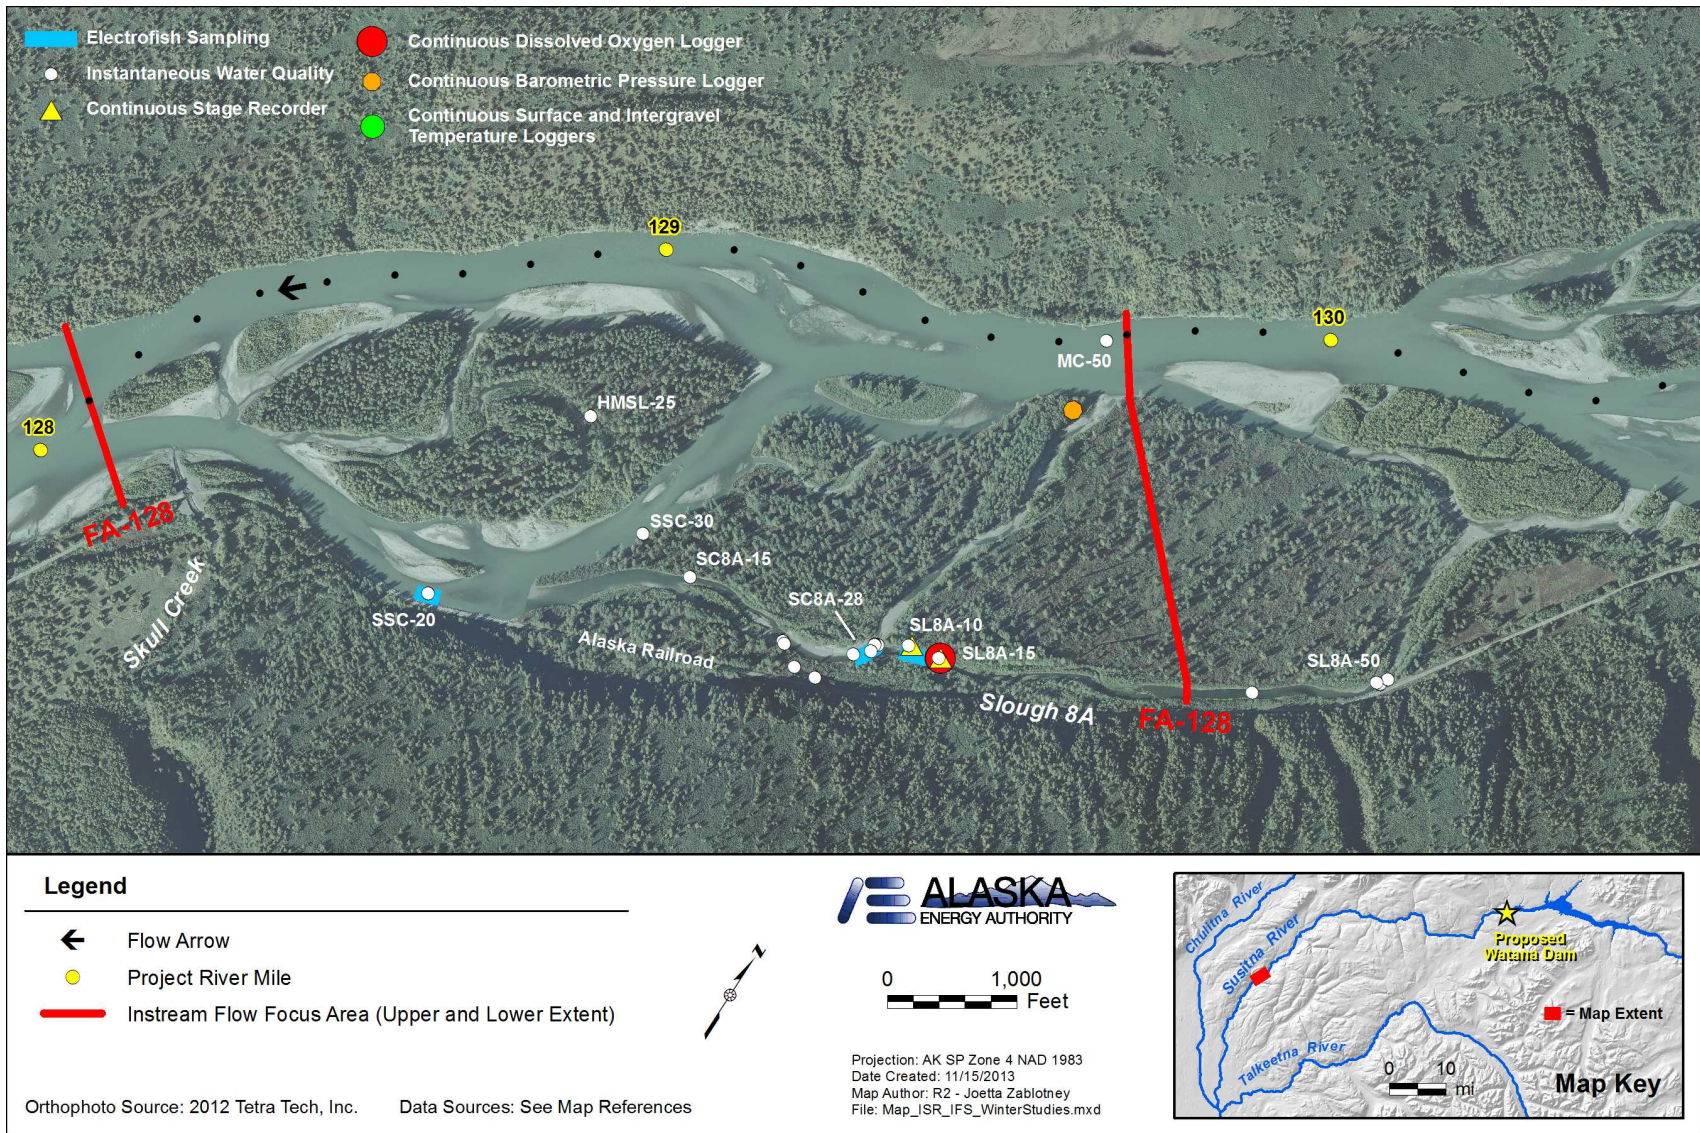 Electrofish Sampling
Instantaneous Water Quality
Continuous Stage Recorder
Continuous Dissolved Oxygen Logger
Continuous Barometric Pressure Logger
Continuous Surface and Intergravel
Temperature Loggers
129
130
MC-50
HMSL-25
128
FA-128
SSC-30
SC8A-15
Skull Creek
SSC-20
SC8A-28
SL8A-10
Alaska Railroad
SL8A-15
SL8A-50
Slough 8A
FA-128
Legend
Flow Arrow
Project River Mile
Instream Flow Focus Area (Upper and Lower Extent)
Orthophoto Source: 2012 Tetra Tech, Inc.
Data Sources: See Map References
ALASKA
ENERGY AUTHORITY
N
0 1,000
Feet
Projection: AK SP Zone 4 NAD 1983
Date Created: 11/15/2013
Map Author: R2 - Joetta Zablotney
File: Map_ISR_IFS_WinterStudies.mxd
Chulitna River
Susitna River
Proposed
Watana Dam
= Map Extent
Talkeetna River
0 10
mi
Map Key